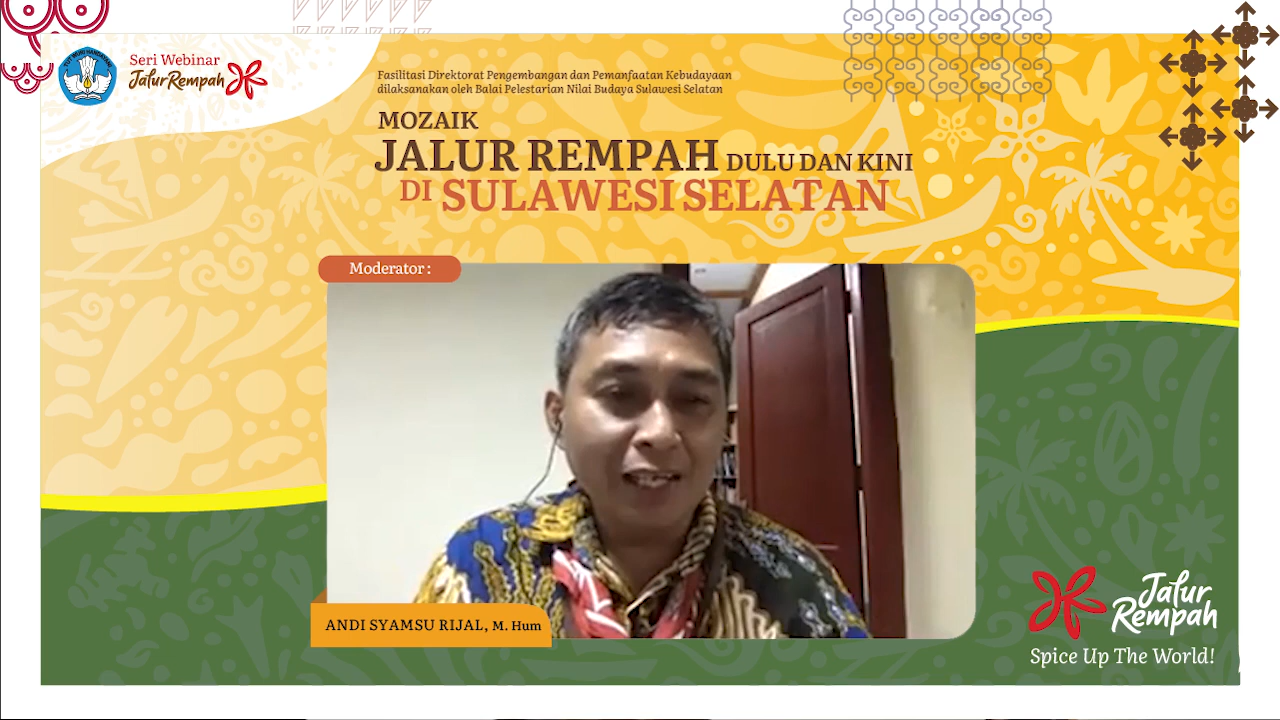 Seri Webinar
Jalur Rempah
Fasilitasi Direktorat Pengembangan dan Pemanfaatan Kebudayaan
dilaksanakan oleh Balai Pelestarian Nilai Budaya Sulawesi Selatan
MOZAIK
JALUR REMPAH DULU DAN KINI
DI SULAWESI SELATAN
Moderator :
ANDI SYAMSU RIJAL, M. Hum
Jalur
Rempah
Spice Up The World!